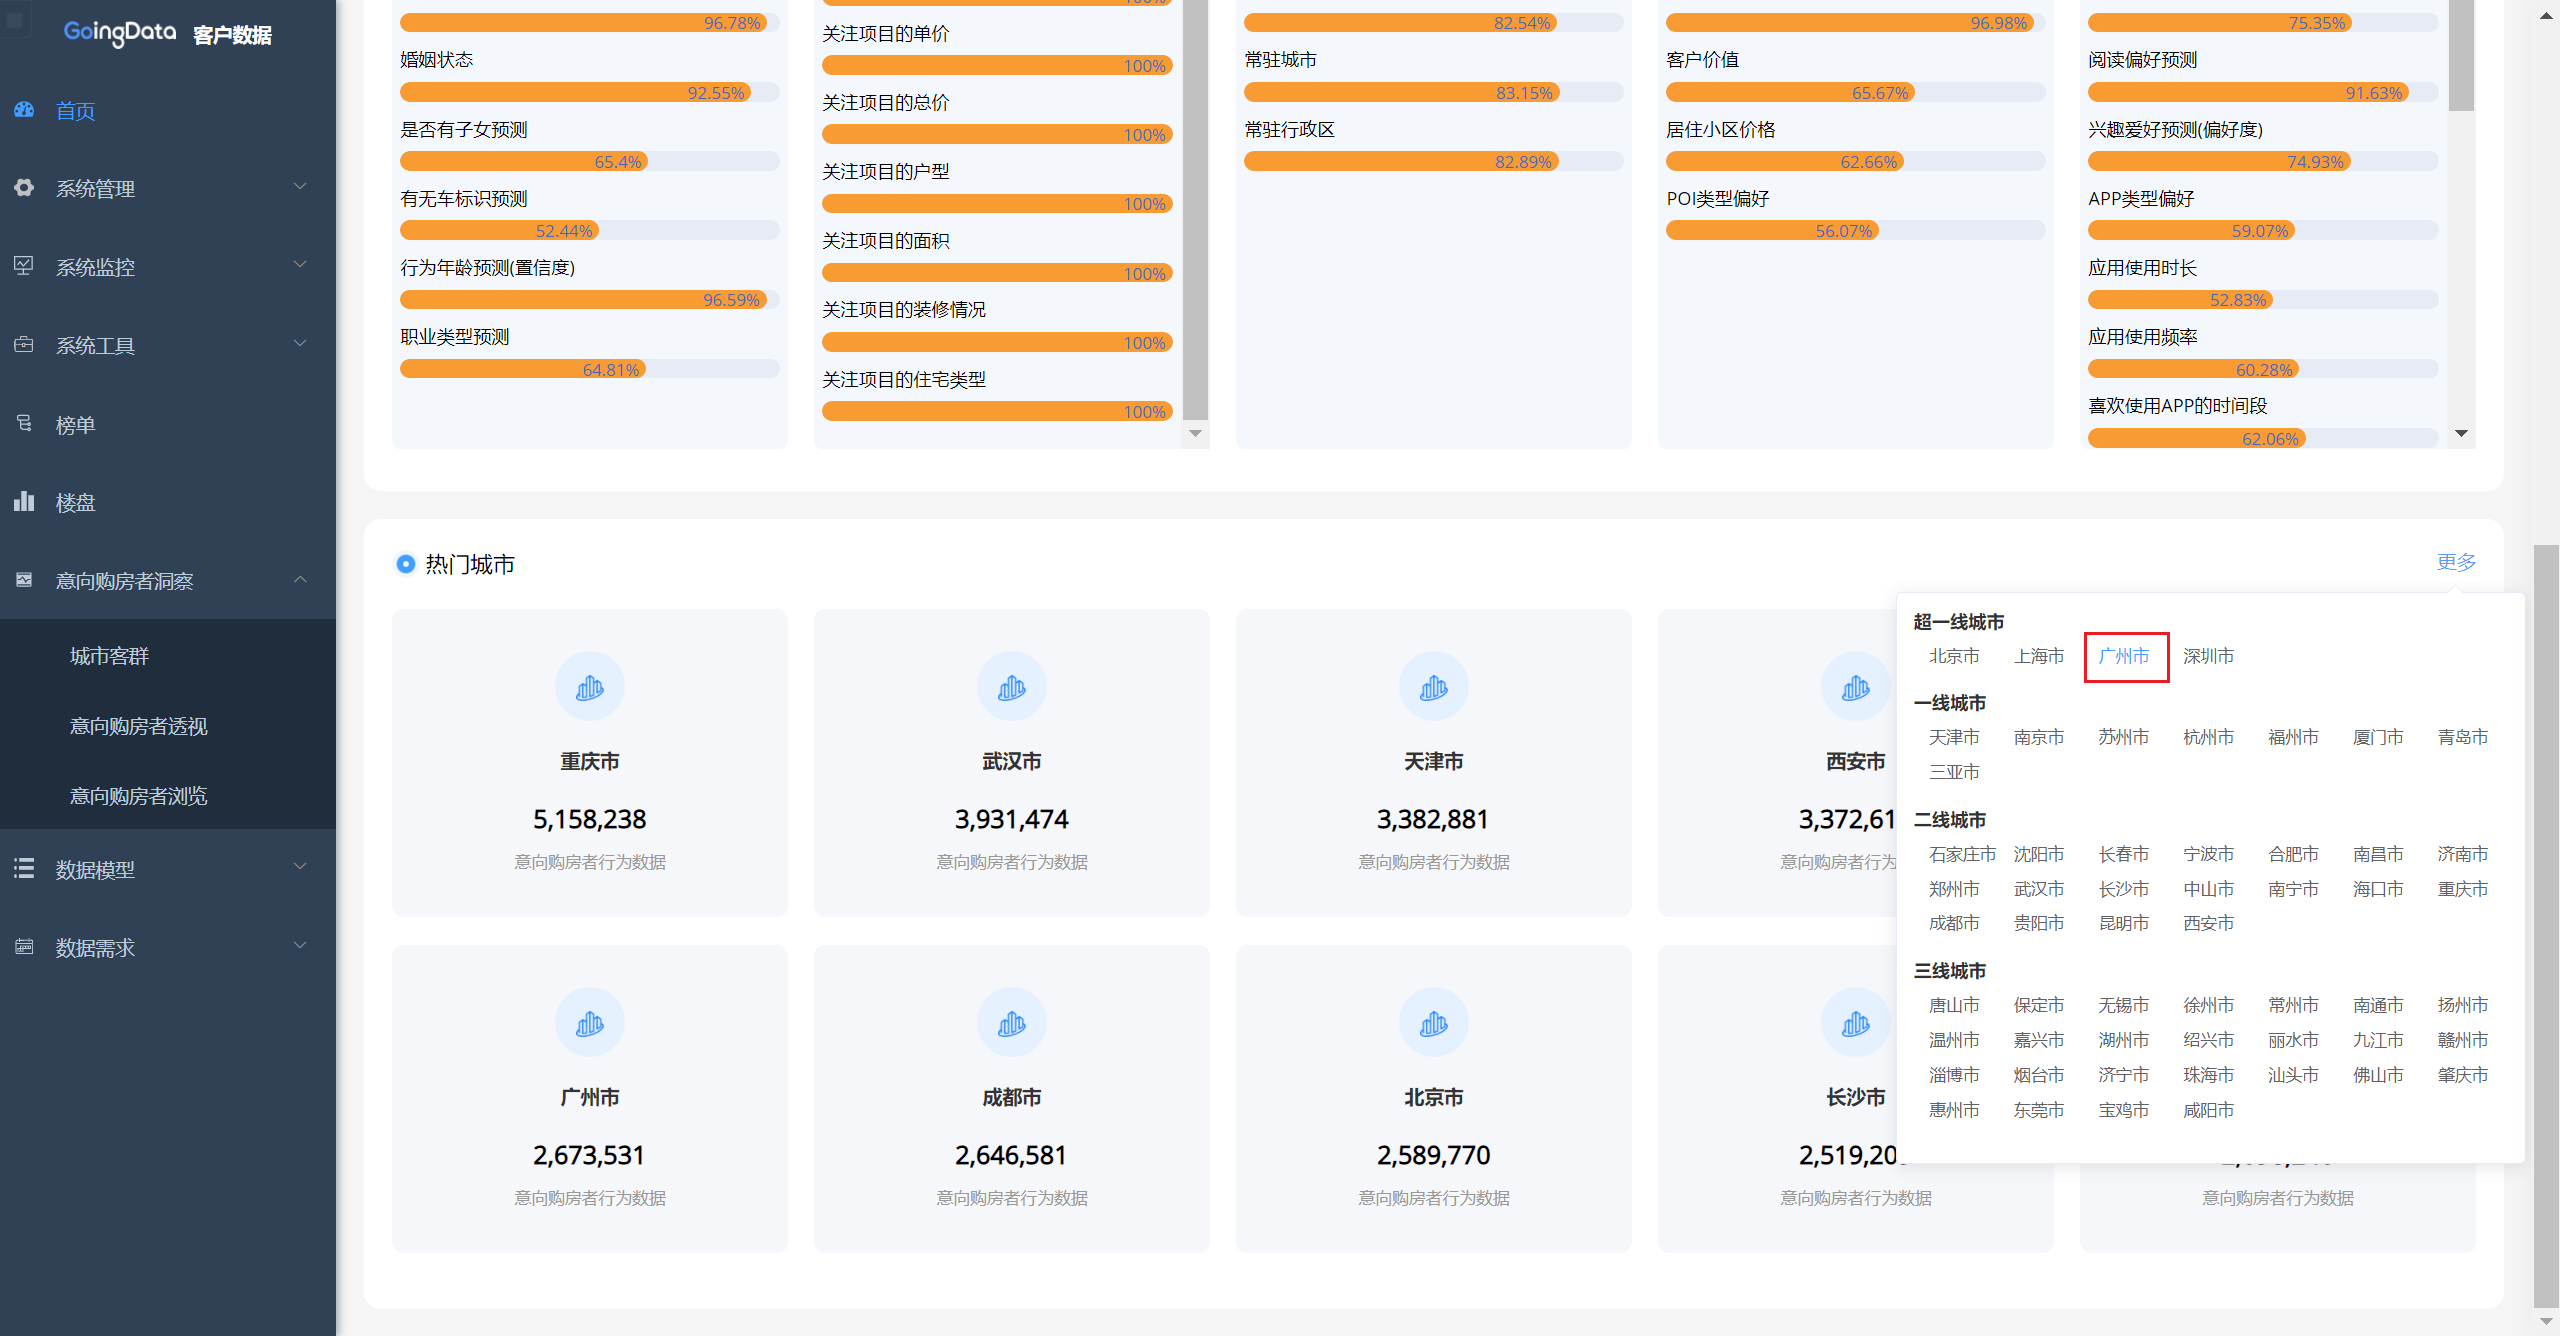 GoingData 客户数据
首页
系统管理
系统监控
系统工具
榜单
楼盘
意向购房者洞察
城市客群
意向购房者透视
意向购房者浏览
数据模型
数据需求
96.78%
婚姻状态
92.55%
是否有子女预测
65.4%
有无车标识预测
52.44%
行为年龄预测(置信度)
96.59%
职业类型预测
64.81%
100%
关注项目的单价
100%
关注项目的总价
100%
关注项目的户型
100%
关注项目的面积
100%
关注项目的装修情况
100%
关注项目的住宅类型
100%
82.54%
常驻城市
83.15%
常驻行政区
82.89%
96.98%
客户价值
65.67%
居住小区价格
62.66%
POI类型偏好
56.07%
75.35%
阅读偏好预测
91.63%
兴趣爱好预测(偏好度)
74.93%
APP类型偏好
59.07%
应用使用时长
52.83%
应用使用频率
60.28%
喜欢使用APP的时间段
62.06%
热门城市
更多
重庆市
5,158,238
意向购房者行为数据
武汉市
3,931,474
意向购房者行为数据
天津市
3,382,881
意向购房者行为数据
西安市
3,372,61
意向购房者行为
广州市
2,673,531
意向购房者行为数据
成都市
2,646,581
意向购房者行为数据
北京市
2,589,770
意向购房者行为数据
长沙市
2,519,20
意向购房者行为数据
意向购房者行为数据
超一线城市
北京市 上海市 广州市 深圳市
一线城市
天津市 南京市 苏州市 杭州市 福州市 厦门市 青岛市
三亚市
二线城市
石家庄市 沈阳市 长春市 宁波市 合肥市 南昌市 济南市
郑州市 武汉市 长沙市 中山市 南宁市 海口市 重庆市
成都市 贵阳市 昆明市 西安市
三线城市
唐山市 保定市 无锡市 徐州市 常州市 南通市 扬州市
温州市 嘉兴市 湖州市 绍兴市 丽水市 九江市 赣州市
淄博市 烟台市 济宁市 珠海市 汕头市 佛山市 肇庆市
惠州市 东莞市 宝鸡市 咸阳市